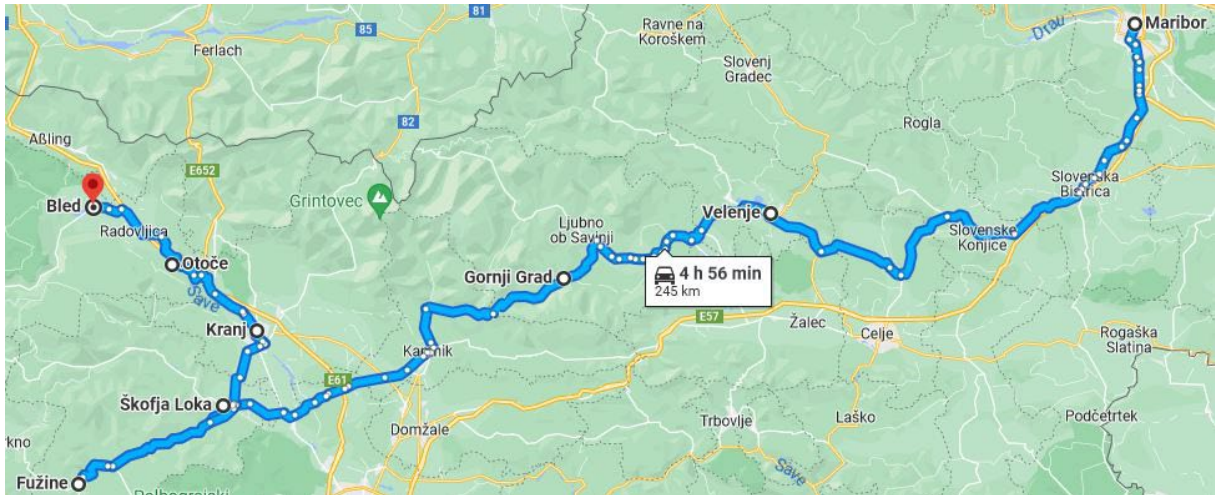 81
Ravne na
Koroškem
Drau
Maribor
85
Ferlach
Slovenj
Gradec
82
Rogla
Aßling
E652
Grintovec
Slovenska
Bistrica
Bled
Radovljica
Ljubno
ob Savinji
Velenje
Slovenske
Konjice
Otoče
Gornji Grad
4 h 56 min
245 km
Save
Kranj
E57
Žalec
Celje
Rogaška
Slatina
Kamnik
E61
Škofja Loka
Domžale
Trbovlje
Laško
Podčetrtek
Save
Fužine